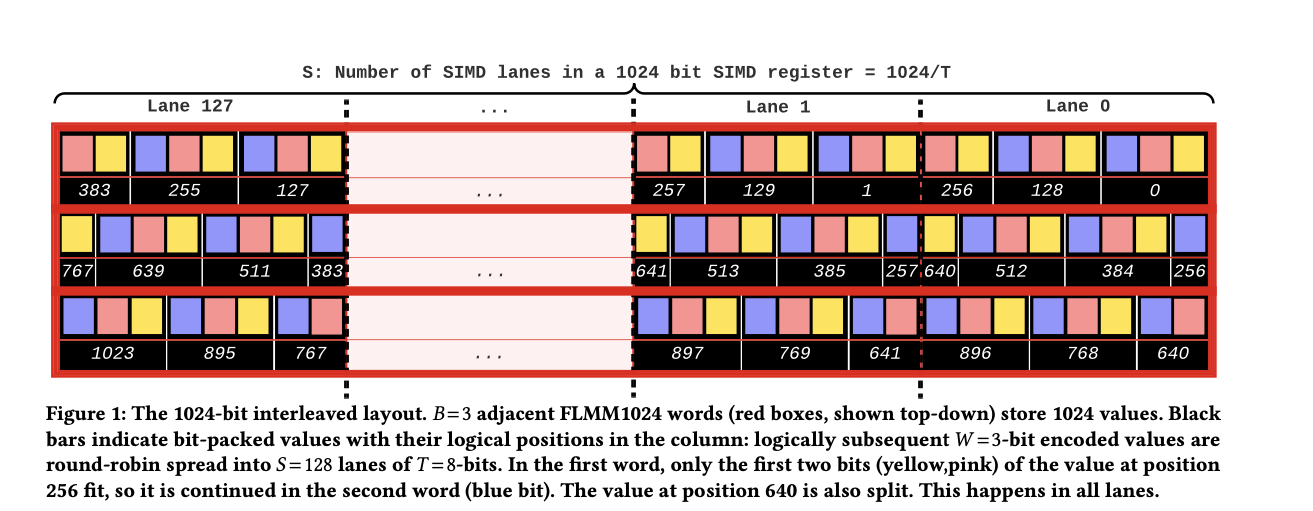 S: Number of SIMD lanes in a 1024 bit SIMD register = 1024/T
Lane 127 ... Lane 1 Lane 0
383 255 127 ... 257 129 1 256 128 0
767 639 511 383 ... 641 513 385 257 640 512 384 256
1023 895 767 ... 897 769 641 896 768 640
Figure 1: The 1024-bit interleaved layout. B=3 adjacent FLMM1024 words (red boxes, shown top-down) store 1024 values. Black
bars indicate bit-packed values with their logical positions in the column: logically subsequent W=3-bit encoded values are
round-robin spread into S=128 lanes of T=8-bits. In the first word, only the first two bits (yellow,pink) of the value at position
256 fit, so it is continued in the second word (blue bit). The value at position 640 is also split. This happens in all lanes.